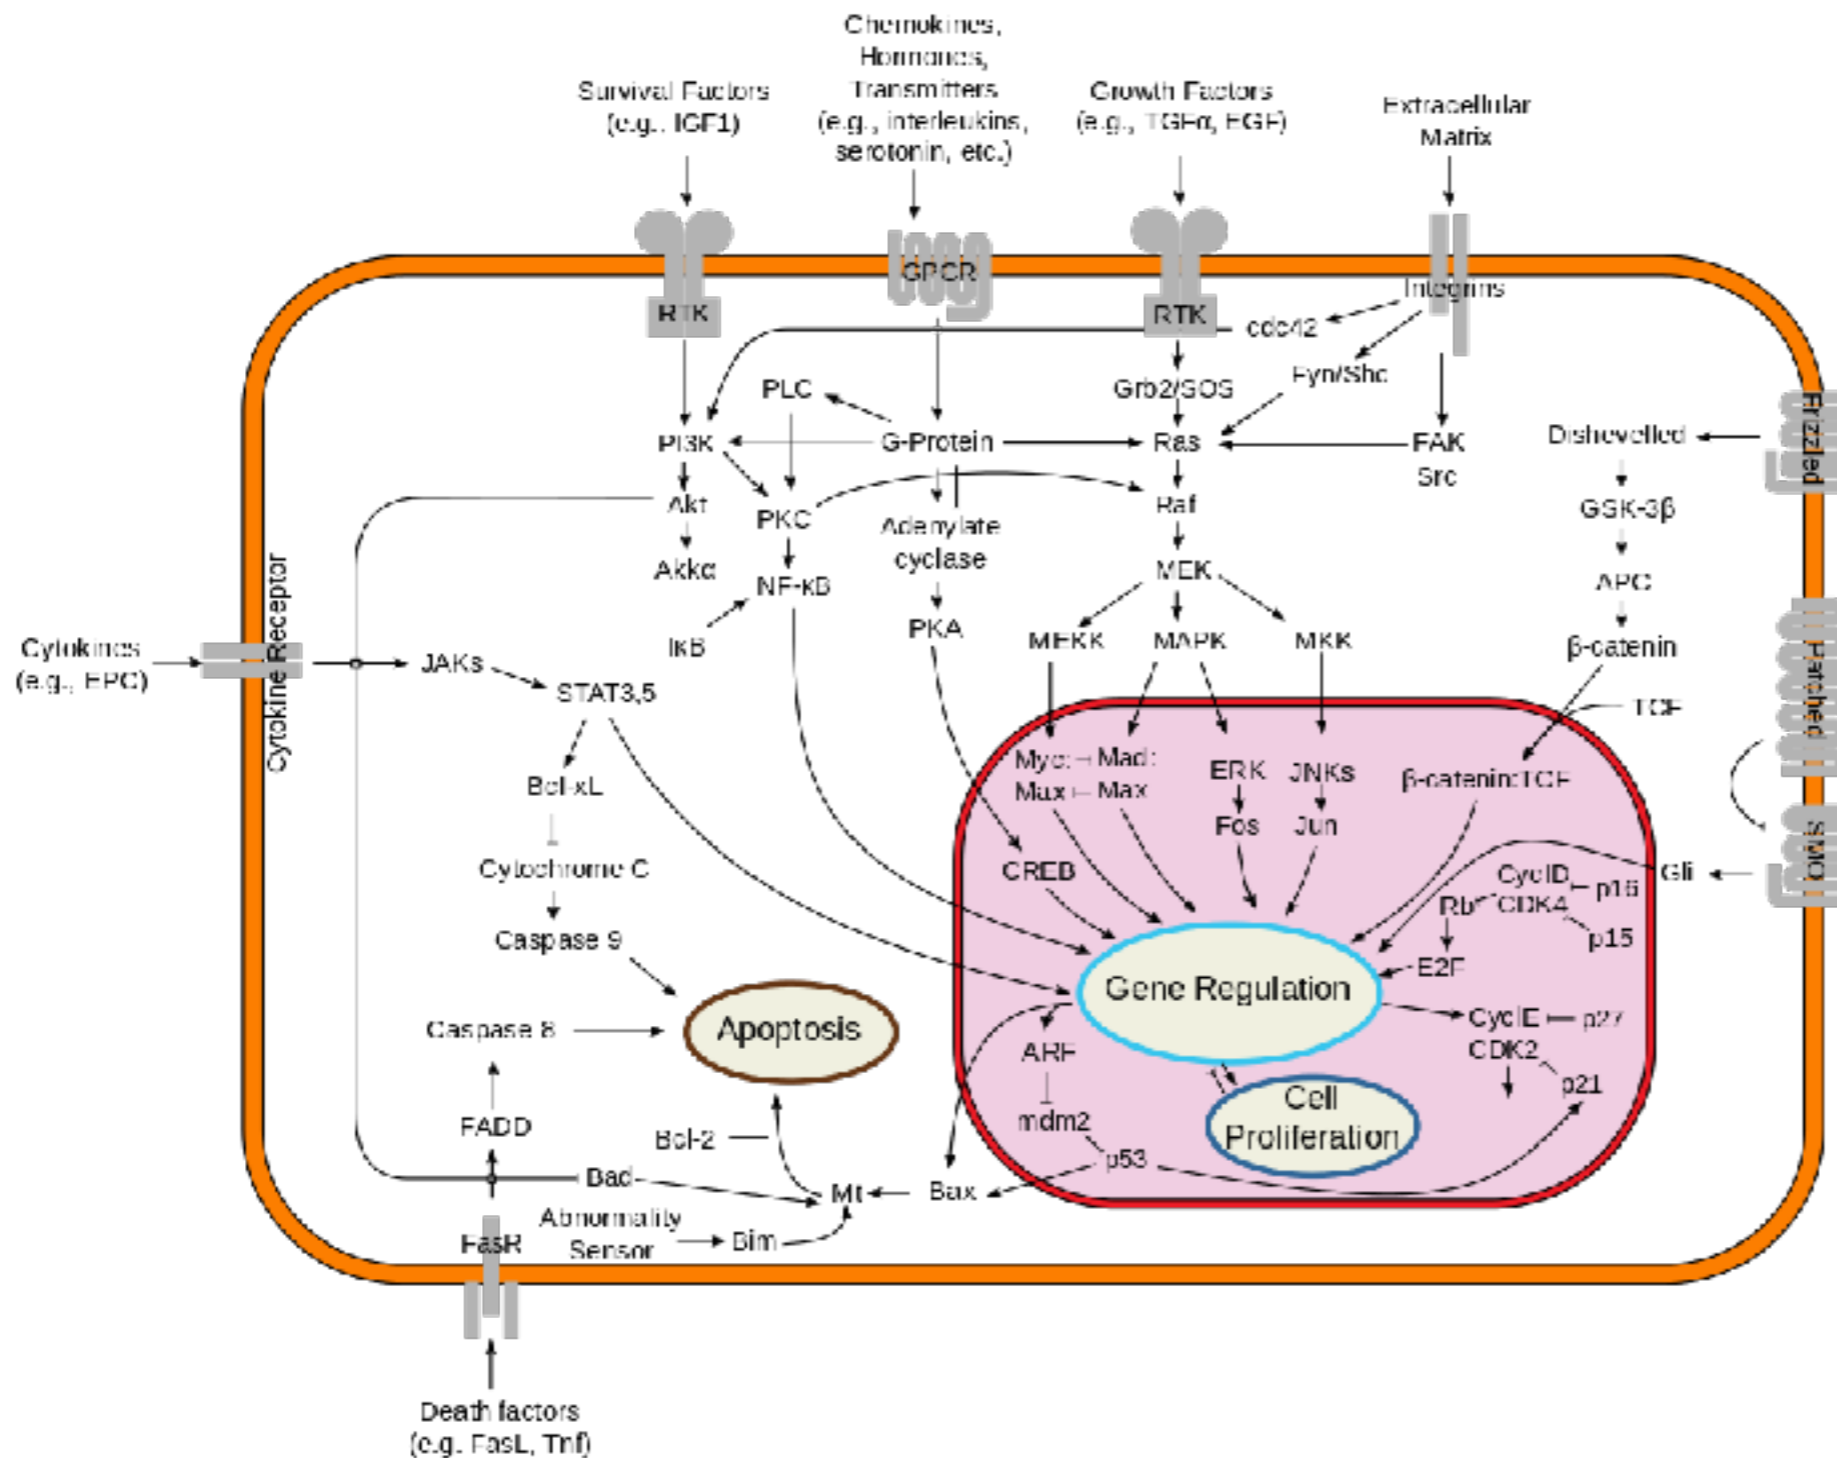 Chemokines,
Hormones,
Transmitters
(e.g., interleukins,
serotonin, etc.)
Survival Factors
(e.g., IGF1)
Growth Factors
(e.g., TGFα, EGF)
Extracellular
Matrix
RTK
GPCR
RTK
Integrins
cdc42
Fyn/Shc
PLC
Grb2/SOS
PI3K
G-Protein
Ras
FAK
Src
Dishevelled
Frizzled
Akt
PKC
Adenylate
cyclase
Raf
GSK-3β
Akkα
NF-κB
MEK
APC
IκB
PKA
MEKK
MAPK
MKK
β-catenin
TCF
Patched
Cytokines
(e.g., EPC)
Cytokine Receptor
JAKs
STAT3,5
Bcl-xL
Cytochrome C
Caspase 9
Caspase 8
Apoptosis
FADD
Bcl-2
Bad
Mt
Bax
Abnormality
Sensor
Bim
FasR
Death factors
(e.g. FasL, Tnf)
Myc: Mad:
Max Max
ERK
JNKs
β-catenin:TCF
Fos
Jun
CREB
Gli
SMO
CyclD
CDK4
p16
p15
Rb
E2F
Gene Regulation
CyclE
CDK2
p27
p21
ARF
mdm2
p53
Cell
Proliferation